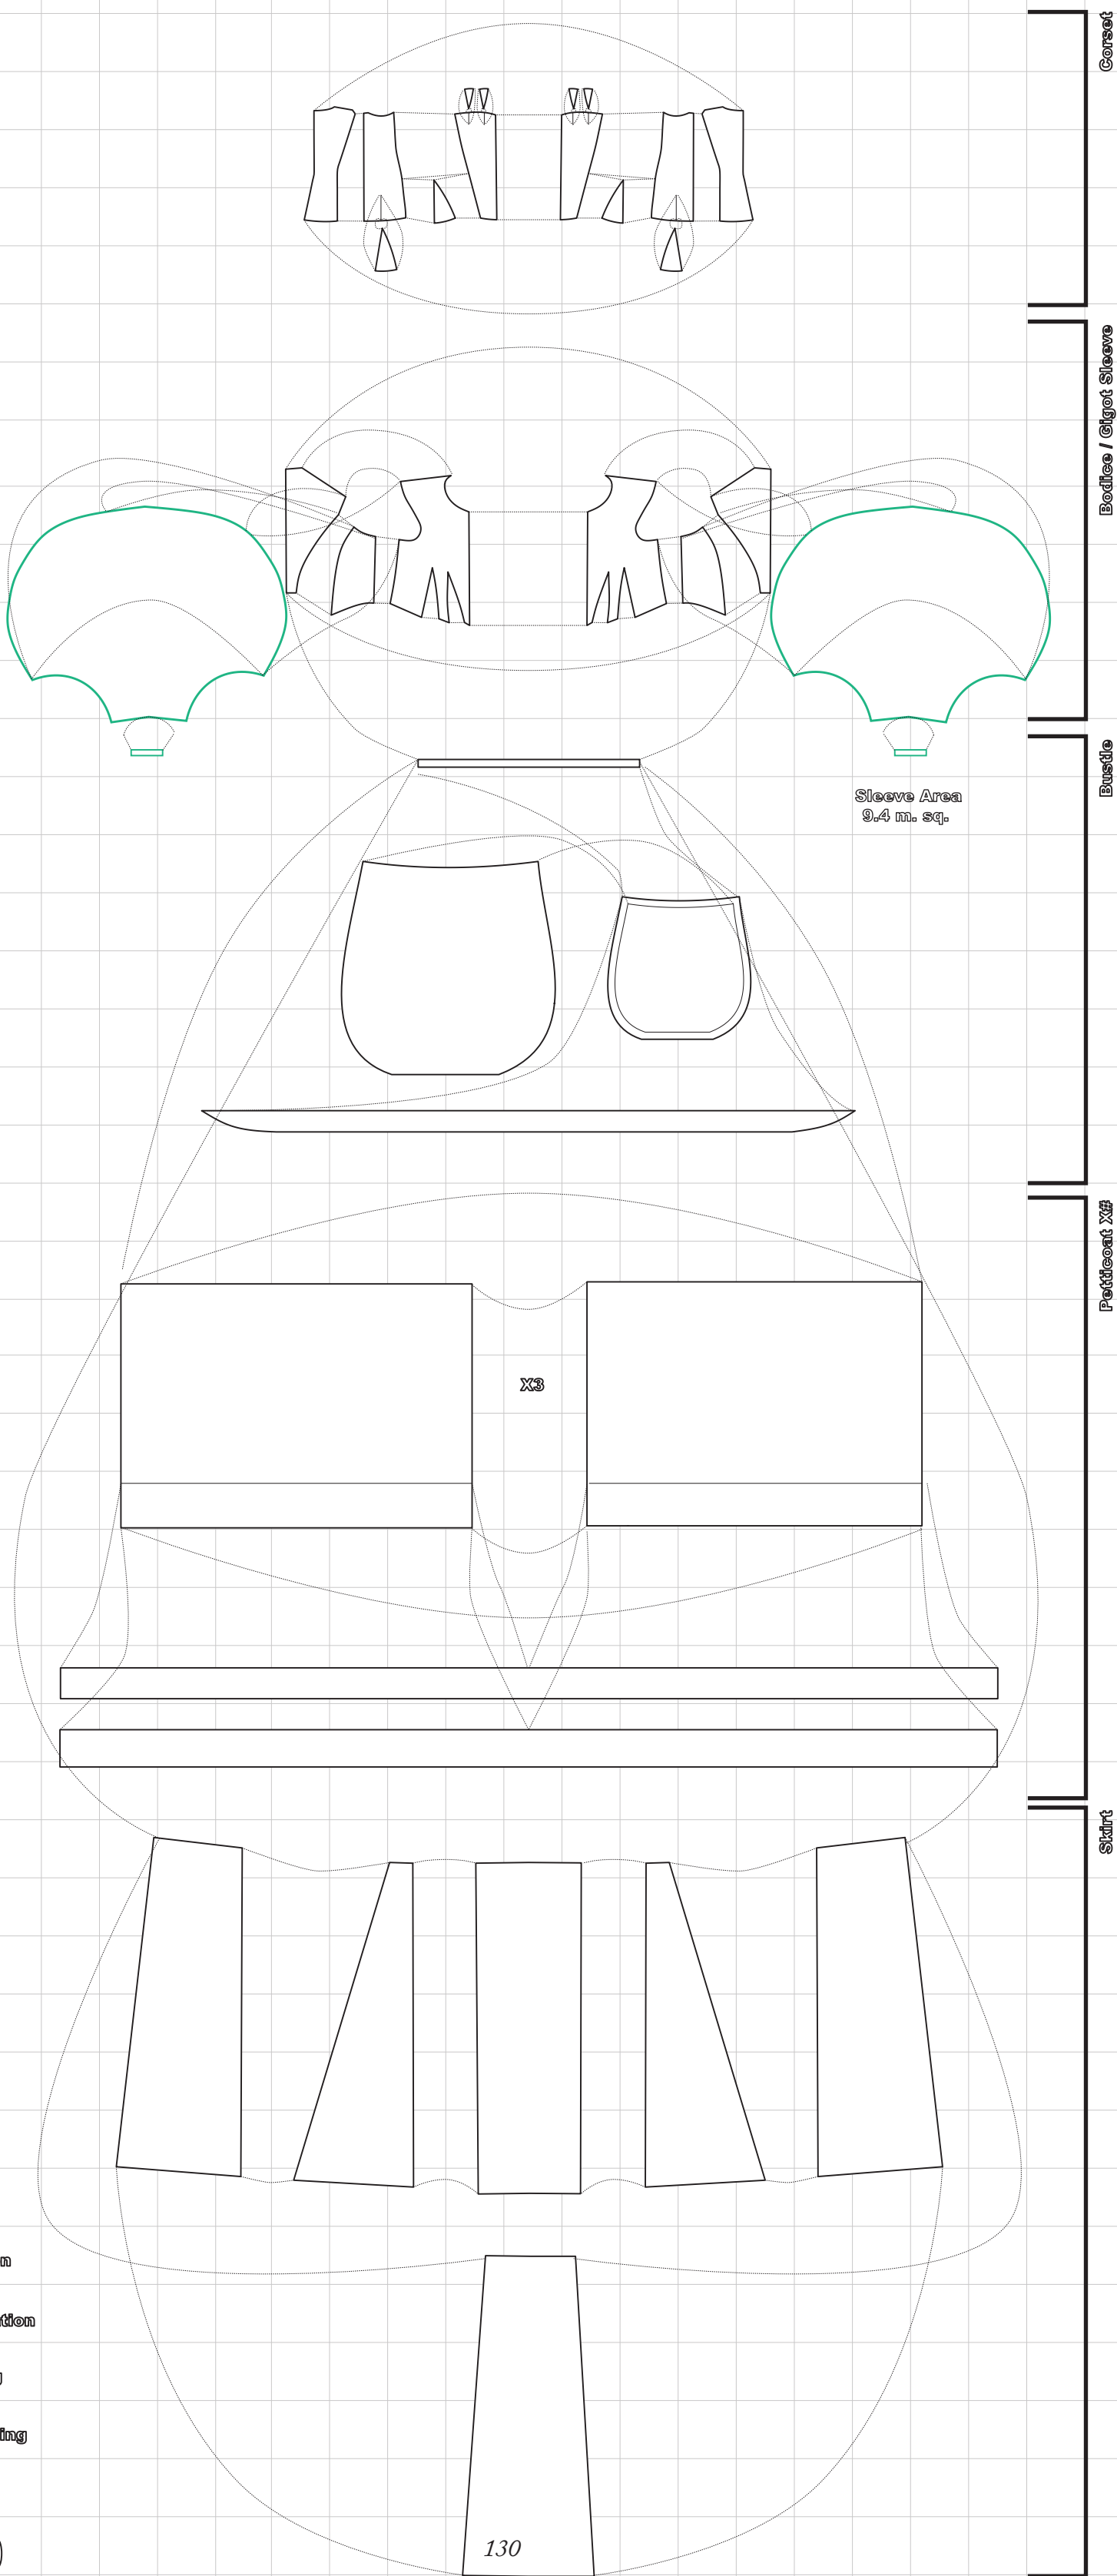 Corset
Bodice / Gigot Sleeve
Bustle
Sleeve Area
9.4 m. sq.
Petticoat X#
X3
Skirt
130